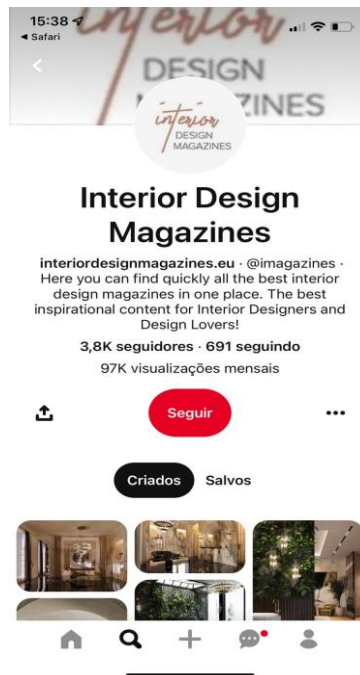 15:38
◄ Safari
interior
DESIGN
MAGAZINES
interior
DESIGN
MAGAZINES
Interior Design
Magazines
interiordesignmagazines.eu · @imagazines ·
Here you can find quickly all the best interior
design magazines in one place. The best
inspirational content for Interior Designers and
Design Lovers!
3,8K seguidores · 691 seguindo
97K visualizações mensais
Seguir
Criados
Salvos